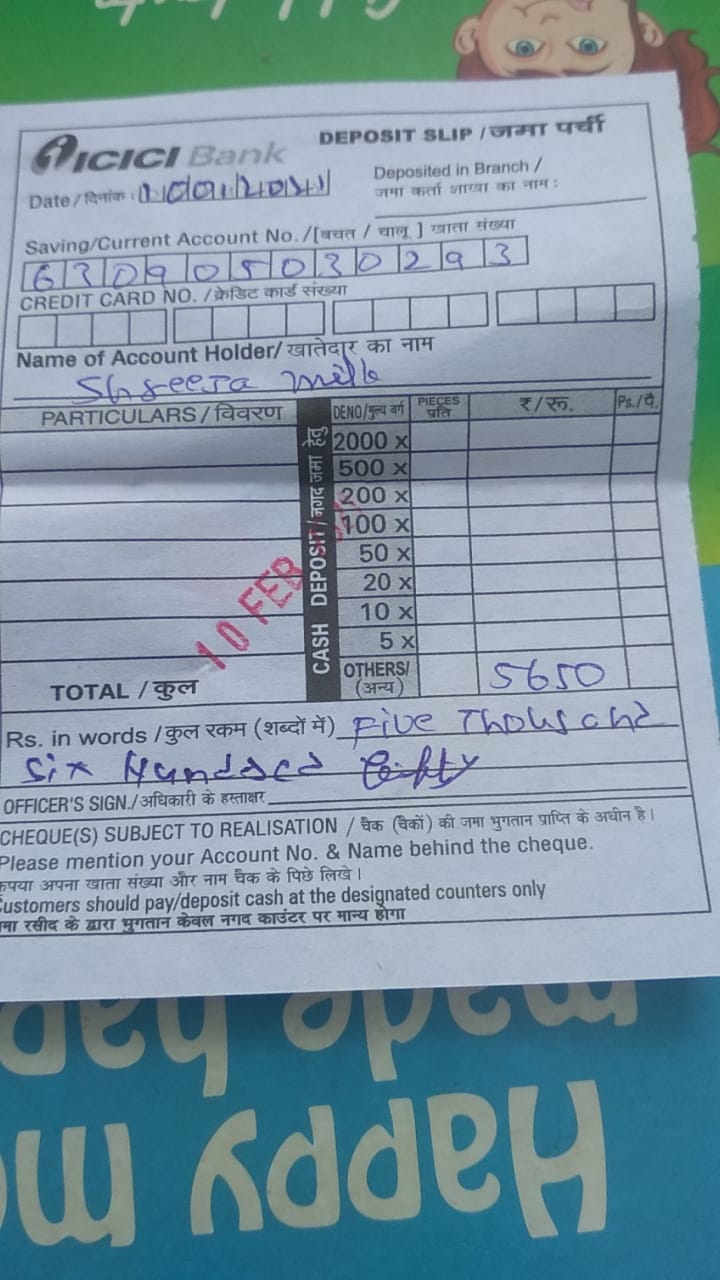 ICICI Bank
DEPOSIT SLIP / जमा पर्ची
Date / दिनांक :
Deposited in Branch /
जमा कर्ता शाखा का नाम :
Saving/Current Account No. /[बचत / चालू ] खाता संख्या
630905030293
CREDIT CARD NO. / क्रेडिट कार्ड संख्या
Name of Account Holder/ खातेदार का नाम
Shreeja milk
PARTICULARS / विवरण
CASH DEPOSIT/नगद जमा हेतु
DENO/मुल्य वर्ग PIECES प्रति ₹/रू. Ps./पै.
2000 x
500 x
200 x
100 x
50 x
20 x
10 x
5 x
10 FEB
TOTAL / कुल
OTHERS/ (अन्य) 5650
Rs. in words / कुल रकम (शब्दों में) Five Thousand
Six Hundred
OFFICER'S SIGN./अधिकारी के हस्ताक्षर
CHEQUE(S) SUBJECT TO REALISATION / चैक (चैकों) की जमा भुगतान प्राप्ति के अधीन है।
Please mention your Account No. & Name behind the cheque.
कृपया अपना खाता संख्या और नाम चैक के पिछे लिखे।
Customers should pay/deposit cash at the designated counters only
जमा रसीद के द्वारा भुगतान केवल नगद काउंटर पर मान्य होगा
Happy